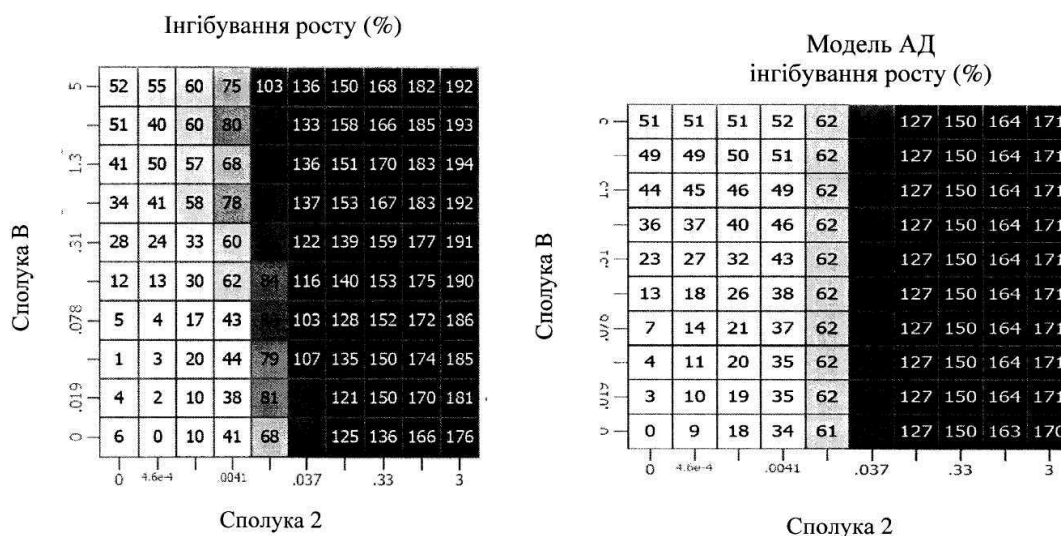 Інгібування росту (%)
5 52 55 60 75 103 136 150 168 182 192
51 40 60 80 133 158 166 185 193
1.3 41 50 57 68 136 151 170 183 194
34 41 58 78 137 153 167 183 192
.31 28 24 33 60 122 139 159 177 191
12 13 30 62 84 116 140 153 175 190
.078 5 4 17 43 103 128 152 172 186
1 3 20 44 79 107 135 150 174 185
.019 4 2 10 38 81 121 150 170 181
0 6 0 10 41 68 125 136 166 176
0 4.6e-4 .0041 .037 .33 3
Сполука В
Сполука 2
Модель АД
інгібування росту (%)
51 51 51 52 62 127 150 164 171
49 49 50 51 62 127 150 164 171
44 45 46 49 62 127 150 164 171
36 37 40 46 62 127 150 164 171
23 27 32 43 62 127 150 164 171
13 18 26 38 62 127 150 164 171
7 14 21 37 62 127 150 164 171
4 11 20 35 62 127 150 164 171
.019 3 10 19 35 62 127 150 164 171
0 9 18 34 61 127 150 163 170
0 4.6e-4 .0041 .037 .33 3
Сполука В
Сполука 2